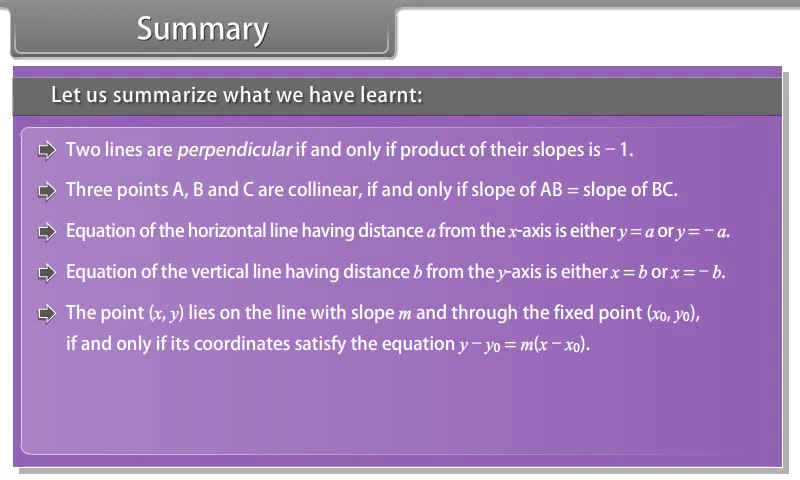 Summary
Let us summarize what we have learnt:
Two lines are perpendicular if and only if product of their slopes is − 1.
Three points A, B and C are collinear, if and only if slope of AB = slope of BC.
Equation of the horizontal line having distance a from the x-axis is either y = a or y = − a.
Equation of the vertical line having distance b from the y-axis is either x = b or x = − b.
The point (x, y) lies on the line with slope m and through the fixed point (x₀, y₀),
if and only if its coordinates satisfy the equation y − y₀ = m(x − x₀).